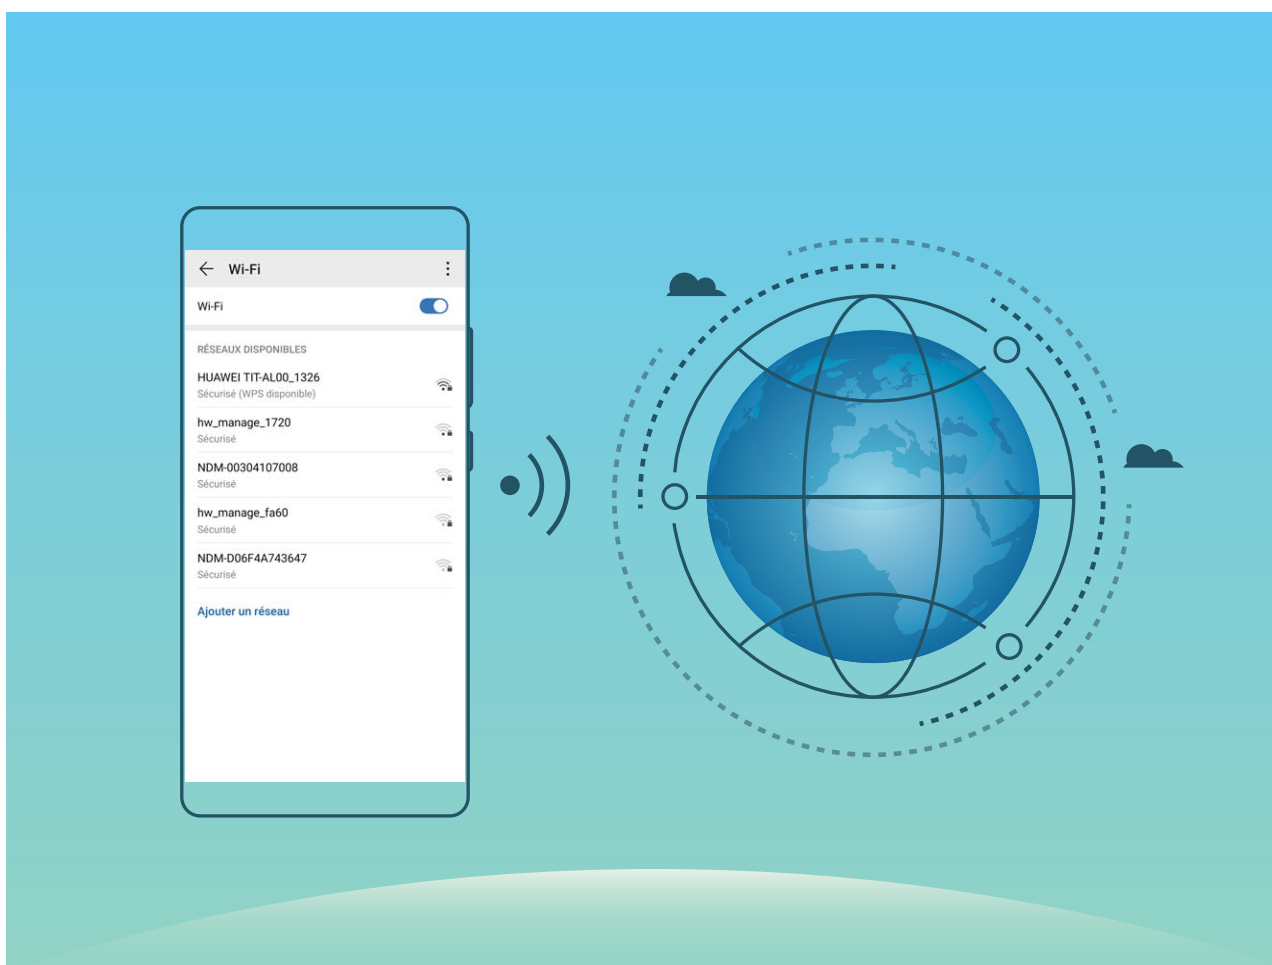 Wi-Fi
Wi-Fi
RÉSEAUX DISPONIBLES
HUAWEI TIT-AL00_1326
Sécurisé (WPS disponible)
hw_manage_1720
Sécurisé
NDM-00304107008
Sécurisé
hw_manage_fa60
Sécurisé
NDM-D06F4A743647
Sécurisé
Ajouter un réseau